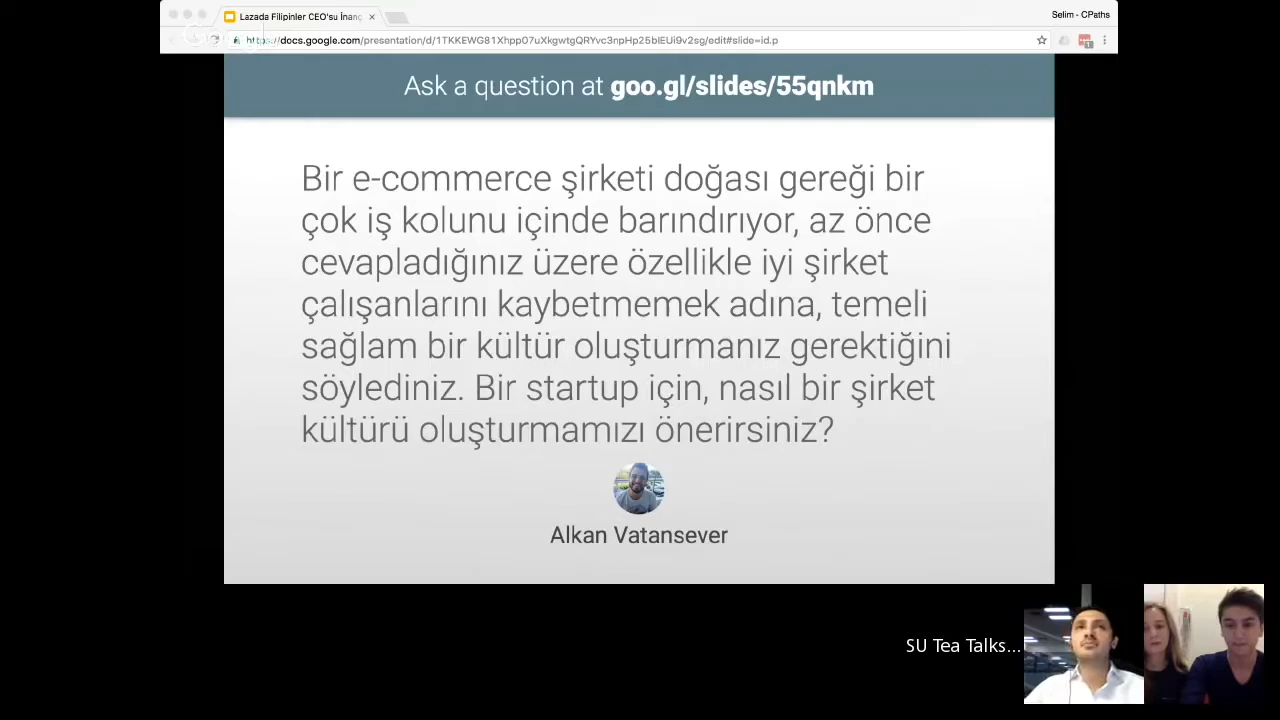 Lazada Filipinler CEO'su İnanç
Selim - CPaths
https://docs.google.com/presentation/d/1TKKEWG81Xhpp07uXkgwtgQRYvc3npHp25bIEUi9v2sg/edit#slide=id.p
Ask a question at goo.gl/slides/55qnkm
Bir e-commerce şirketi doğası gereği bir
çok iş kolunu içinde barındırıyor, az önce
cevapladığınız üzere özellikle iyi şirket
çalışanlarını kaybetmemek adına, temeli
sağlam bir kültür oluşturmanız gerektiğini
söylediniz. Bir startup için, nasıl bir şirket
kültürü oluşturmamızı önerirsiniz?
Alkan Vatansever
SU Tea Talks...